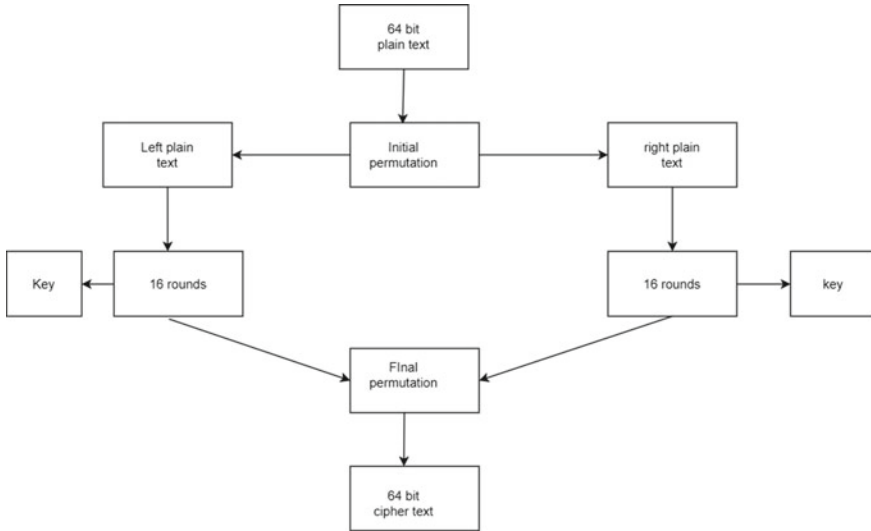 64 bit
plain text
Left plain
text
Initial
permutation
right plain
text
Key
16 rounds
16 rounds
key
FInal
permutation
64 bit
cipher text